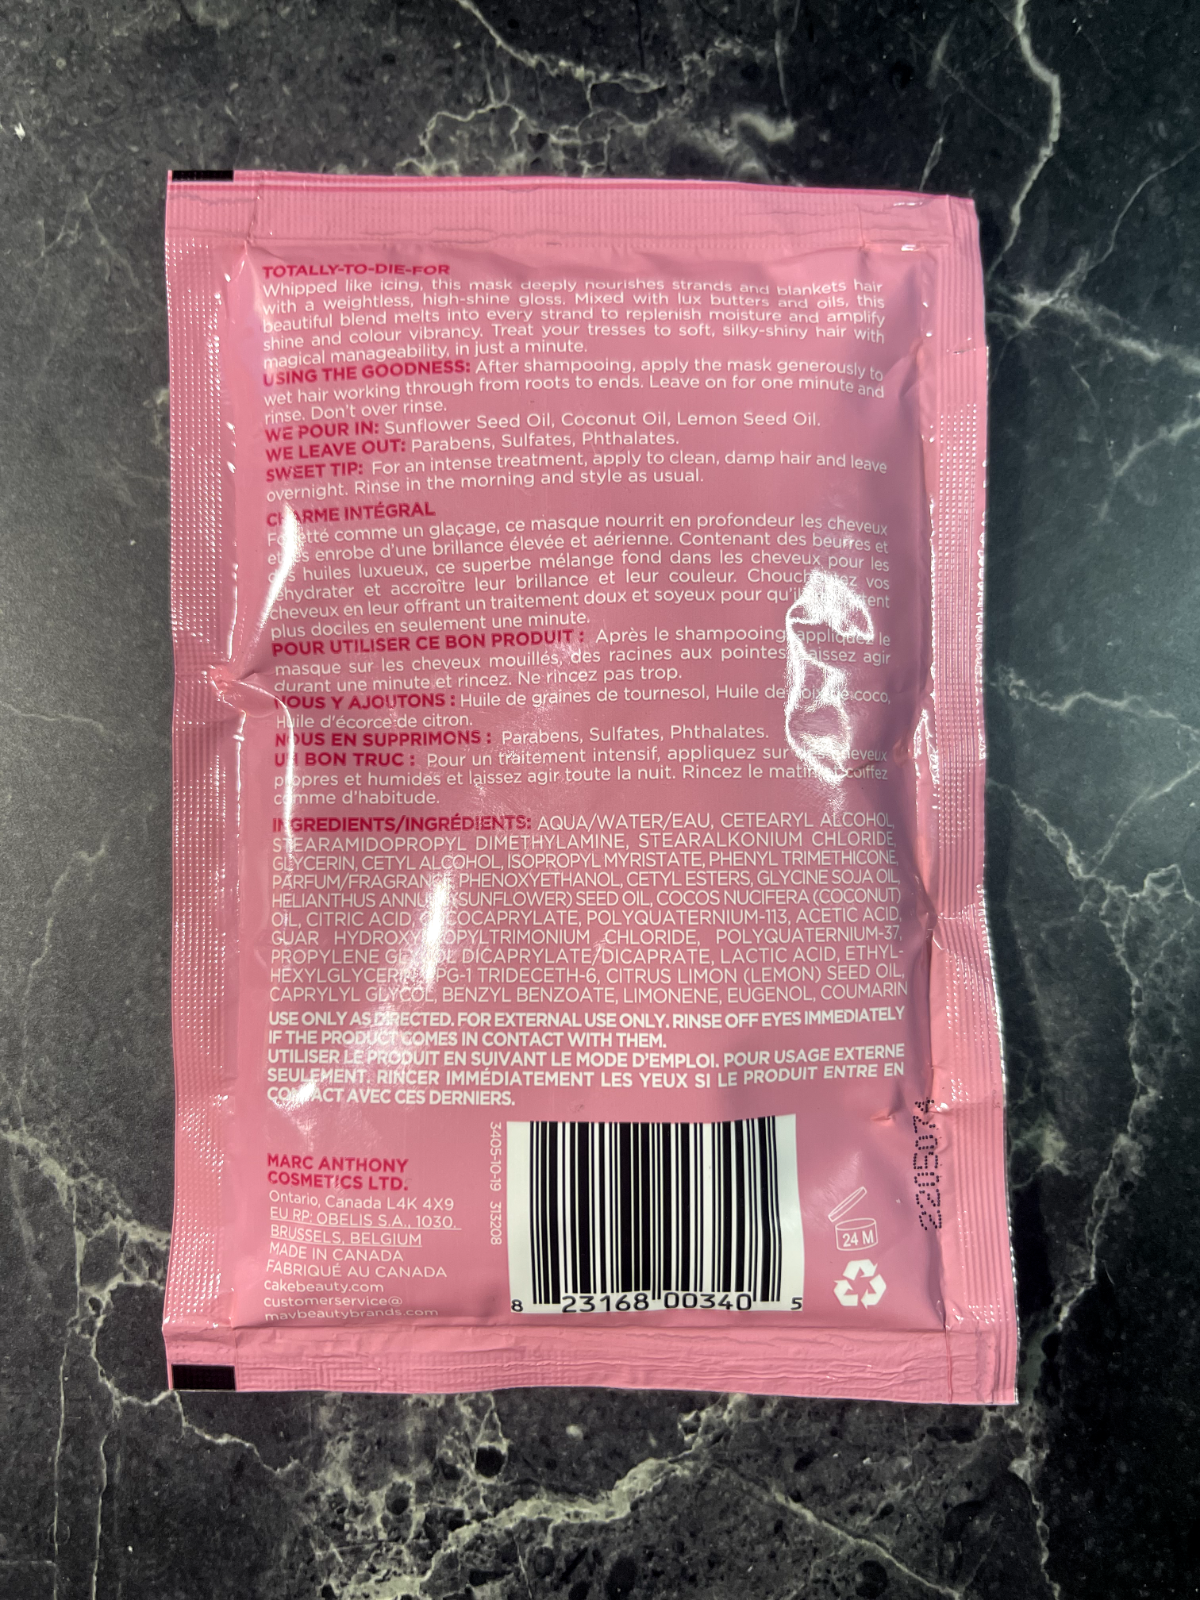 TOTALLY-TO-DIE-FOR
Whipped like icing, this mask deeply nourishes strands and blankets hair
with a weightless, high-shine gloss. Mixed with lux butters and oils, this
beautiful blend melts into every strand to replenish moisture and amplify
shine and colour vibrancy. Treat your tresses to soft, silky-shiny hair with
magical manageability, in just a minute.
USING THE GOODNESS: After shampooing, apply the mask generously to
wet hair working through from roots to ends. Leave on for one minute and
rinse. Don't over rinse.
WE POUR IN: Sunflower Seed Oil, Coconut Oil, Lemon Seed Oil.
WE LEAVE OUT: Parabens, Sulfates, Phthalates.
SWEET TIP: For an intense treatment, apply to clean, damp hair and leave
overnight. Rinse in the morning and style as usual.
CHARME INTÉGRAL
Fouetté comme un glaçage, ce masque nourrit en profondeur les cheveux
et les enrobe d'une brillance élevée et aérienne. Contenant des beurres et
des huiles luxueux, ce superbe mélange fond dans les cheveux pour les
réhydrater et accroître leur brillance et leur couleur. vos
cheveux en leur offrant un traitement doux et soyeux pour
plus dociles en seulement une minute.
POUR UTILISER CE BON PRODUIT : Après le shampooing appliquez le
masque sur les cheveux mouillés, des racines aux pointes. Laissez agir
durant une minute et rincez. Ne rincez pas trop.
NOUS Y AJOUTONS : Huile de graines de tournesol, Huile de noix de coco,
Huile d'écorce de citron.
NOUS EN SUPPRIMONS : Parabens, Sulfates, Phthalates.
UN BON TRUC : Pour un traitement intensif, appliquez sur cheveux
propres et humides et laissez agir toute la nuit. Rincez le matin et coiffez
comme d'habitude.
INGREDIENTS/INGRÉDIENTS: AQUA/WATER/EAU, CETEARYL ALCOHOL,
STEARAMIDOPROPYL DIMETHYLAMINE, STEARALKONIUM CHLORIDE,
GLYCERIN, CETYL ALCOHOL, ISOPROPYL MYRISTATE, PHENYL TRIMETHICONE,
PARFUM/FRAGRANCE, PHENOXYETHANOL, CETYL ESTERS, GLYCINE SOJA OIL,
HELIANTHUS ANNUUS (SUNFLOWER) SEED OIL, COCOS NUCIFERA (COCONUT)
OIL, CITRIC ACID, COCOCAPRYLATE, POLYQUATERNIUM-113, ACETIC ACID,
GUAR HYDROXYPROPYLTRIMONIUM CHLORIDE, POLYQUATERNIUM-37,
PROPYLENE GLYCOL DICAPRYLATE/DICAPRATE, LACTIC ACID, ETHYL-
HEXYLGLYCERIN, PPG-1 TRIDECETH-6, CITRUS LIMON (LEMON) SEED OIL,
CAPRYLYL GLYCOL, BENZYL BENZOATE, LIMONENE, EUGENOL, COUMARIN
USE ONLY AS DIRECTED. FOR EXTERNAL USE ONLY. RINSE OFF EYES IMMEDIATELY
IF THE PRODUCT COMES IN CONTACT WITH THEM.
UTILISER LE PRODUIT EN SUIVANT LE MODE D'EMPLOI. POUR USAGE EXTERNE
SEULEMENT. RINCER IMMÉDIATEMENT LES YEUX SI LE PRODUIT ENTRE EN
CONTACT AVEC CES DERNIERS.
MARC ANTHONY
COSMETICS LTD.
Ontario, Canada L4K 4X9
EU RP: OBELIS S.A., 1030,
BRUSSELS, BELGIUM
MADE IN CANADA
FABRIQUÉ AU CANADA
cakebeauty.com
customerservice@
mavbeautybrands.com
3405-10-19 313208
8 23168 00340 5
24 M
2205074